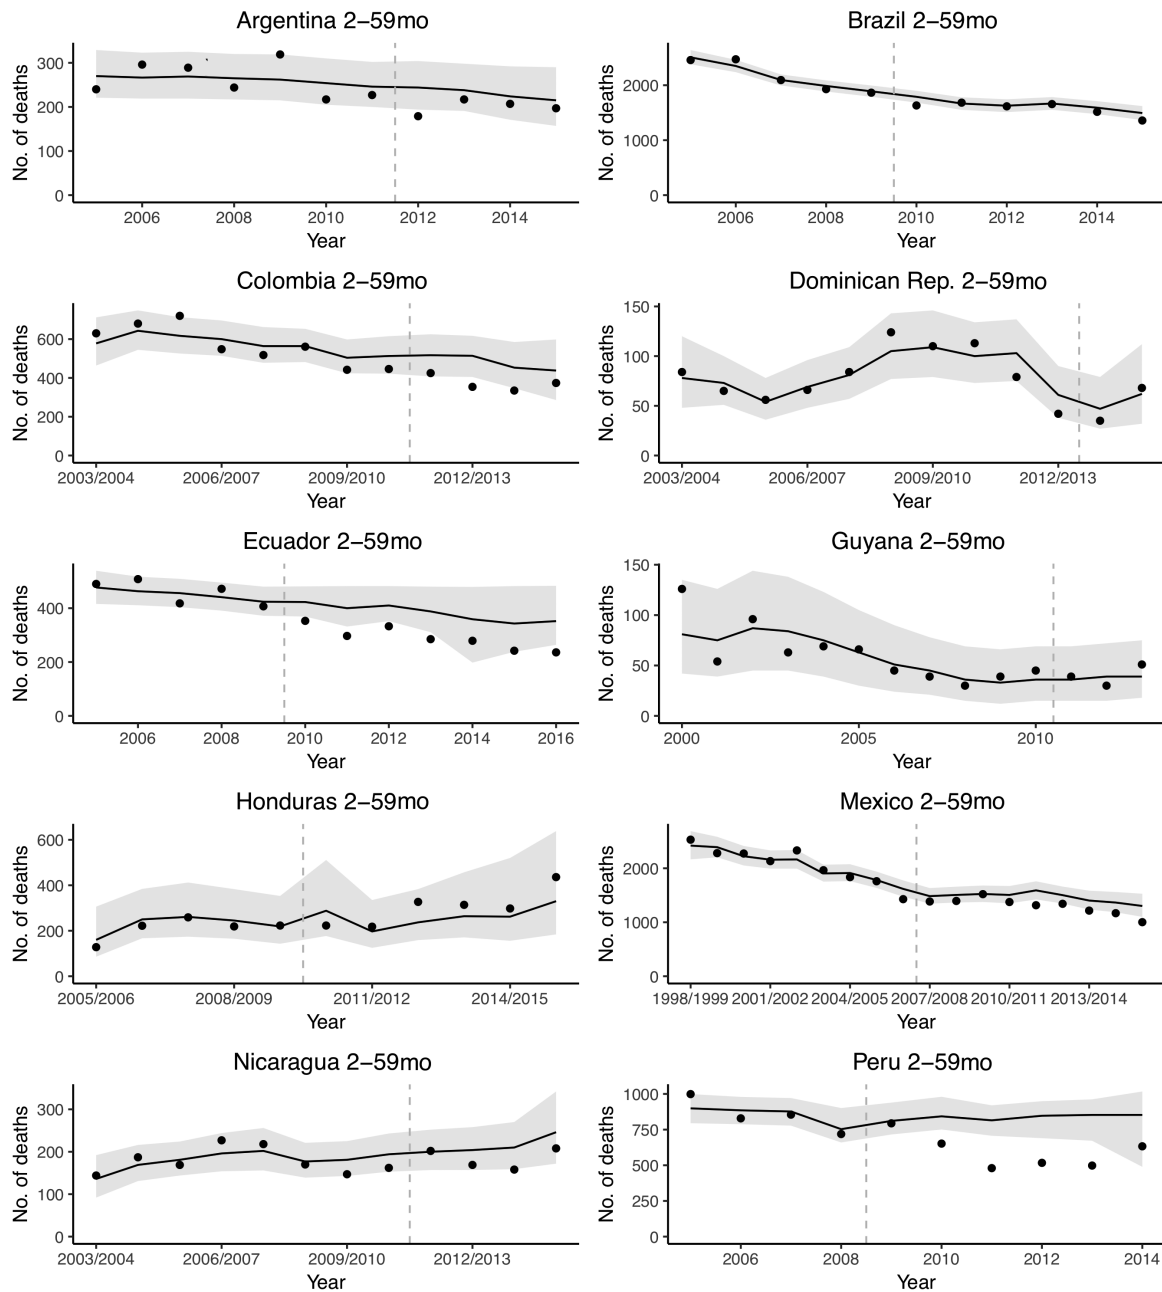 Argentina 2–59mo
No. of deaths
300
200
100
0
2006 2008 2010 2012 2014
Year
Brazil 2–59mo
No. of deaths
2000
1000
0
2006 2008 2010 2012 2014
Year
Colombia 2–59mo
No. of deaths
600
400
200
0
2003/2004 2006/2007 2009/2010 2012/2013
Year
Dominican Rep. 2–59mo
No. of deaths
150
100
50
0
2003/2004 2006/2007 2009/2010 2012/2013
Year
Ecuador 2–59mo
No. of deaths
400
200
0
2006 2008 2010 2012 2014 2016
Year
Guyana 2–59mo
No. of deaths
150
100
50
0
2000 2005 2010
Year
Honduras 2–59mo
No. of deaths
600
400
200
0
2005/2006 2008/2009 2011/2012 2014/2015
Year
Mexico 2–59mo
No. of deaths
2000
1000
0
1998/1999 2001/2002 2004/2005 2007/2008 2010/2011 2013/2014
Year
Nicaragua 2–59mo
No. of deaths
300
200
100
0
2003/2004 2006/2007 2009/2010 2012/2013
Year
Peru 2–59mo
No. of deaths
1000
750
500
250
0
2006 2008 2010 2012 2014
Year